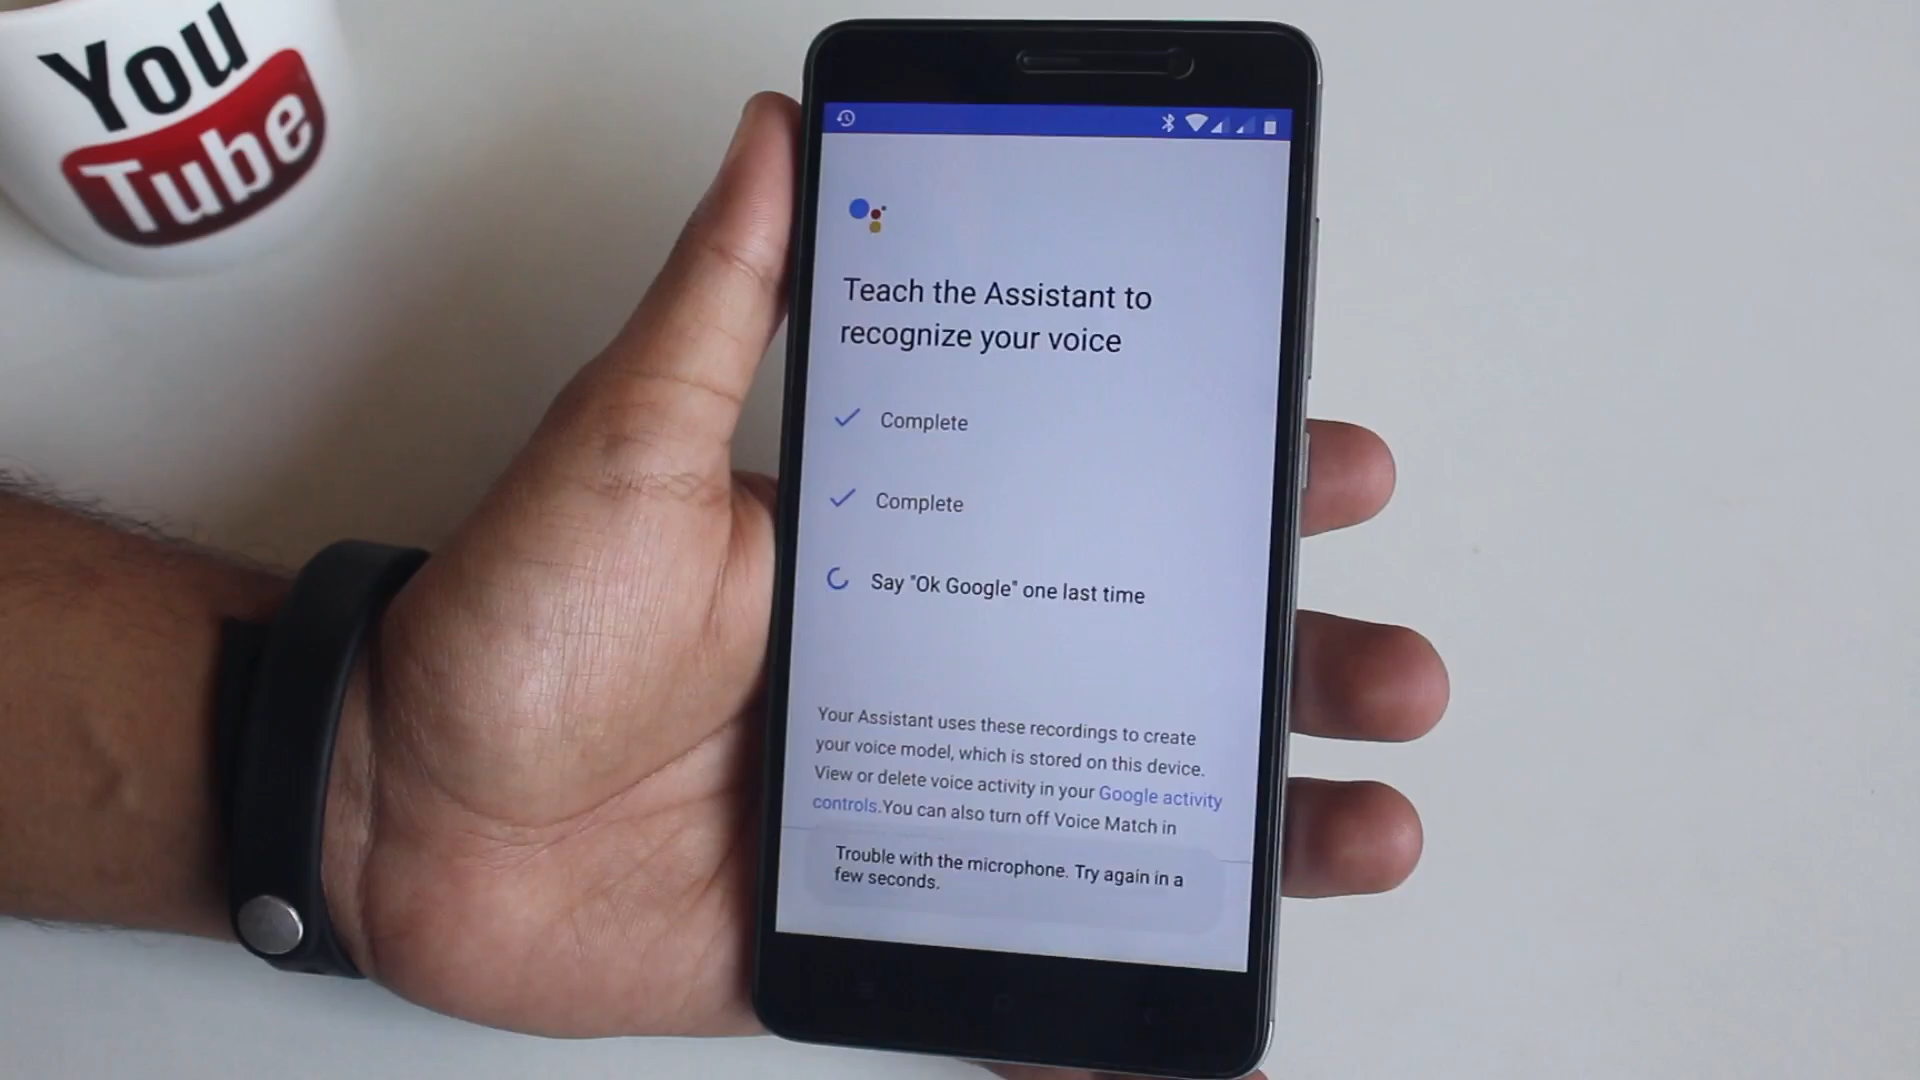 You
Tube
Teach the Assistant to
recognize your voice
Complete
Complete
Say "Ok Google" one last time
Your Assistant uses these recordings to create
your voice model, which is stored on this device.
View or delete voice activity in your Google activity
controls.You can also turn off Voice Match in
Trouble with the microphone. Try again in a
few seconds.